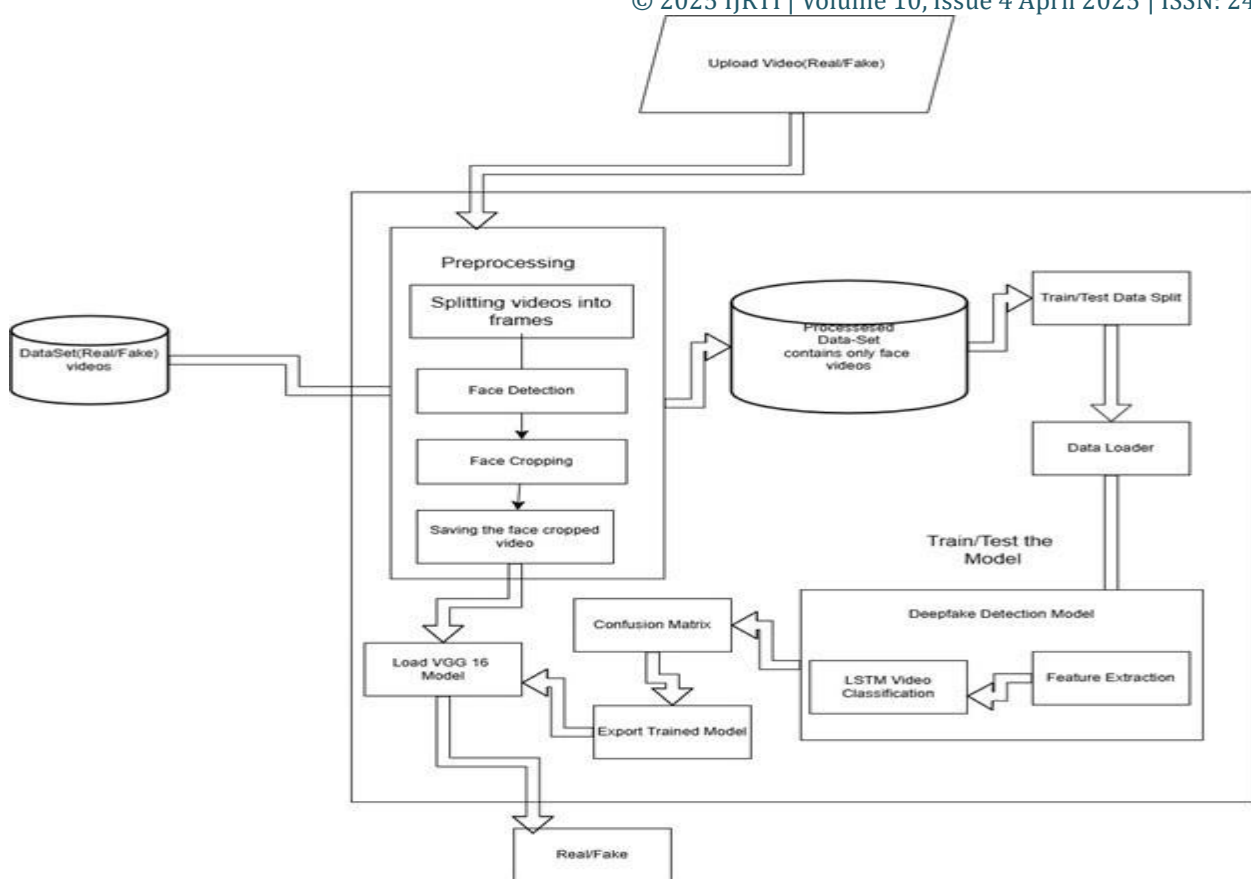 © 2025 IJRTI | Volume 10, Issue 4 April 2025 | ISSN: 24
Upload Video(Real/Fake)
Preprocessing
Splitting videos into
frames
Face Detection
Face Cropping
Saving the face cropped
video
DataSet(Real/Fake)
videos
Processesed
Data-Set
contains only face
videos
Train/Test Data Split
Data Loader
Train/Test the
Model
Deepfake Detection Model
Feature Extraction
LSTM Video
Classification
Confusion Matrix
Export Trained Model
Load VGG 16
Model
Real/Fake